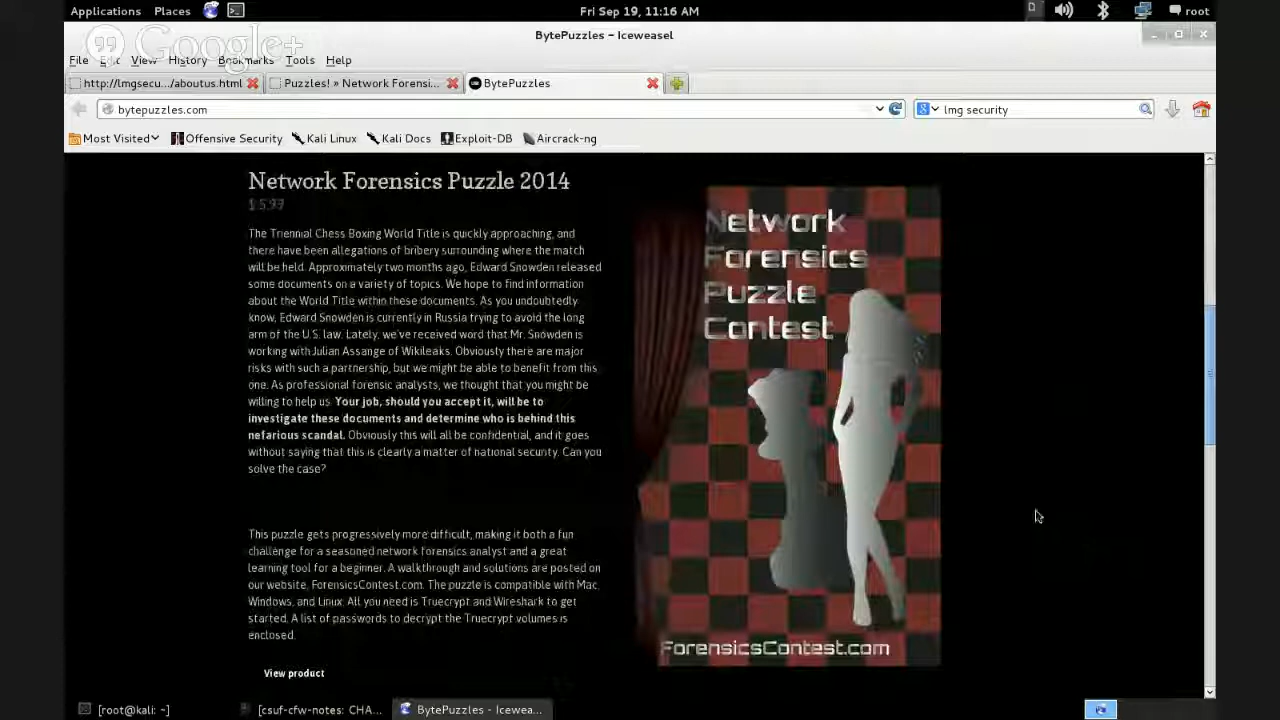 Applications Places Fri Sep 19, 11:16 AM root
BytePuzzles - Iceweasel
Google+
File Edit View History Bookmarks Tools Help
http://lmgsecu.../aboutus.html Puzzles! » Network Forensi... BytePuzzles
bytepuzzles.com lmg security
Most Visited Offensive Security Kali Linux Kali Docs Exploit-DB Aircrack-ng
Network Forensics Puzzle 2014
The Triennial Chess Boxing World Title is quickly approaching, and
there have been allegations of bribery surrounding where the match
will be held. Approximately two months ago, Edward Snowden released
some documents on a variety of topics. We hope to find information
about the World Title within these documents. As you undoubtedly
know, Edward Snowden is currently in Russia trying to avoid the long
arm of the U.S. law. Lately, we've received word that Mr. Snowden is
working with Julian Assange of Wikileaks. Obviously there are major
risks with such a partnership, but we might be able to benefit from this
one. As professional forensic analysts, we thought that you might be
willing to help us. Your job, should you accept it, will be to
investigate these documents and determine who is behind this
nefarious scandal. Obviously this will all be confidential, and it goes
without saying that this is clearly a matter of national security. Can you
solve the case?
This puzzle gets progressively more difficult, making it both a fun
challenge for a seasoned network forensics analyst and a great
learning tool for a beginner. A walkthrough and solutions are posted on
our website, ForensicsContest.com. The puzzle is compatible with Mac,
Windows, and Linux. All you need is Truecrypt and Wireshark to get
started. A list of passwords to decrypt the Truecrypt volumes is
enclosed.
View product
Network
Forensics
Puzzle
Contest
ForensicsContest.com
[root@kali: ~] [csuf-cfw-notes: CHA... BytePuzzles - Icewea...